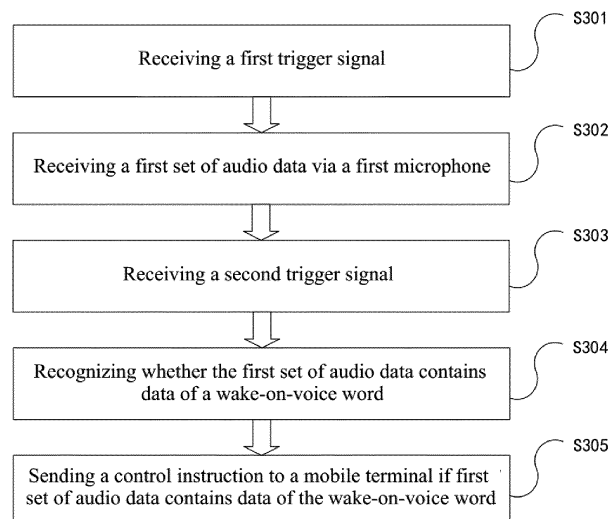 S301
Receiving a first trigger signal
S302
Receiving a first set of audio data via a first microphone
S303
Receiving a second trigger signal
S304
Recognizing whether the first set of audio data contains
data of a wake-on-voice word
S305
Sending a control instruction to a mobile terminal if first
set of audio data contains data of the wake-on-voice word